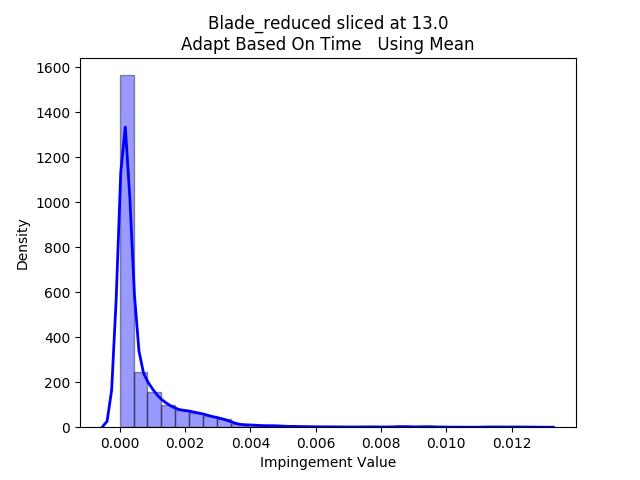 Blade_reduced sliced at 13.0
Adapt Based On Time   Using Mean
1600
1400
1200
1000
800
600
400
200
0
Density
0.000 0.002 0.004 0.006 0.008 0.010 0.012
Impingement Value